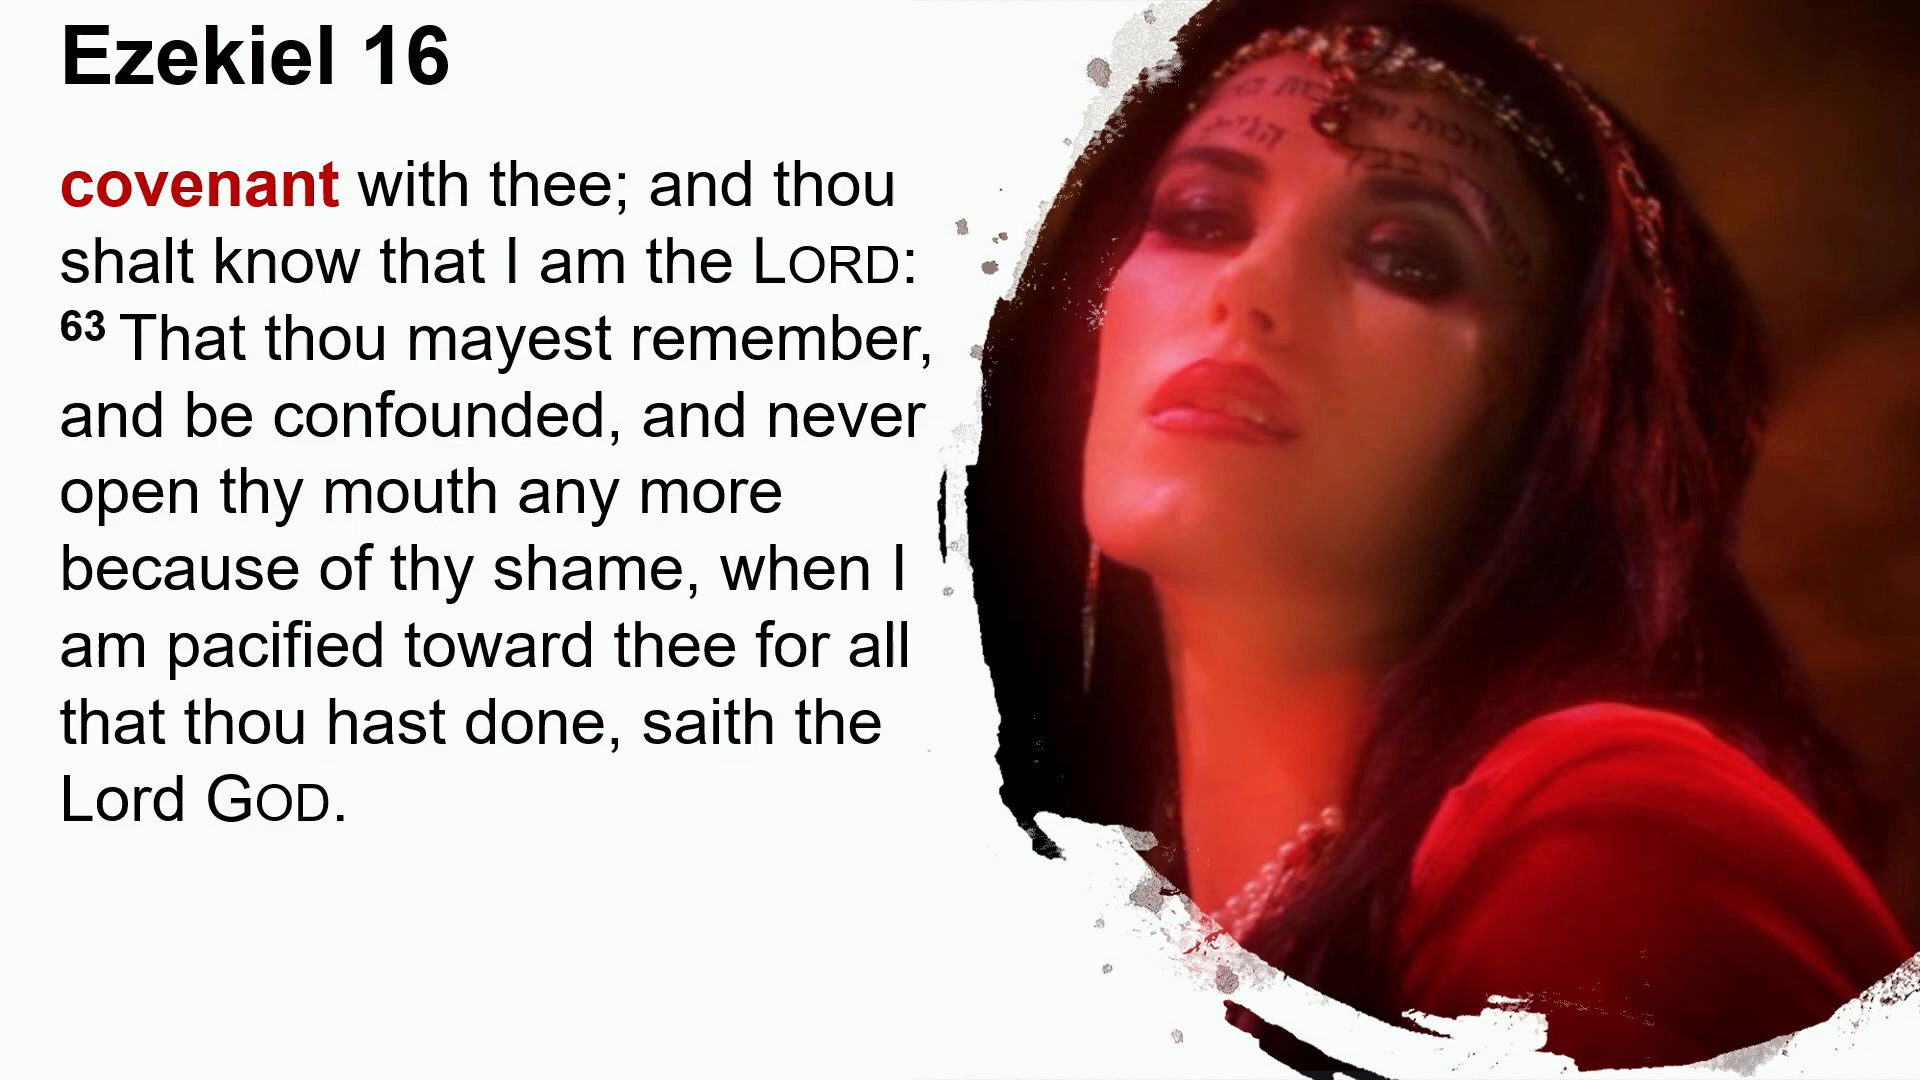 Ezekiel 16
covenant with thee; and thou
shalt know that I am the LORD:
63 That thou mayest remember,
and be confounded, and never
open thy mouth any more
because of thy shame, when I
am pacified toward thee for all
that thou hast done, saith the
Lord GOD.